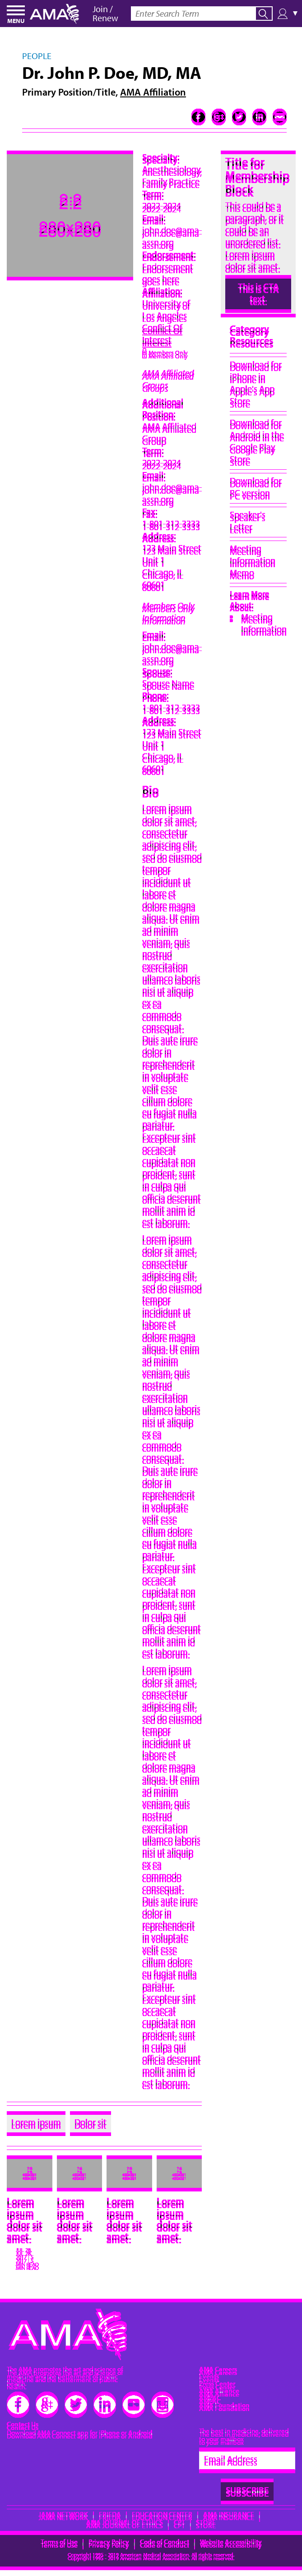 MENU
AMA
Join /
Renew
Enter Search Term
PEOPLE
Dr. John P. Doe, MD, MA
Primary Position/Title, AMA Affiliation
280x280
Specialty:
Anesthesiology,
Family Practice
Term:
2022-2024
Email:
john.doe@ama-
assn.org
Endorsement:
Endorsement
goes here
Affiliation:
University of
Los Angeles
Conflict Of
Interest
Members Only
AMA Affiliated
Groups
Additional
Position:
AMA Affiliated
Group
Term:
2022-2024
Email:
john.doe@ama-
assn.org
Fax:
1-801-312-3333
Address:
123 Main Street
Unit 1
Chicago, IL
60601
Members Only
Information
Email:
john.doe@ama-
assn.org
Spouse:
Spouse Name
Phone:
1-801-312-3333
Address:
123 Main Street
Unit 1
Chicago, IL
60601
Bio
Lorem ipsum
dolor sit amet,
consectetur
adipiscing elit,
sed do eiusmod
tempor
incididunt ut
labore et
dolore magna
aliqua. Ut enim
ad minim
veniam, quis
nostrud
exercitation
ullamco laboris
nisi ut aliquip
ex ea
commodo
consequat.
Duis aute irure
dolor in
reprehenderit
in voluptate
velit esse
cillum dolore
eu fugiat nulla
pariatur.
Excepteur sint
occaecat
cupidatat non
proident, sunt
in culpa qui
officia deserunt
mollit anim id
est laborum.
Lorem ipsum
dolor sit amet,
consectetur
adipiscing elit,
sed do eiusmod
tempor
incididunt ut
labore et
dolore magna
aliqua. Ut enim
ad minim
veniam, quis
nostrud
exercitation
ullamco laboris
nisi ut aliquip
ex ea
commodo
consequat.
Duis aute irure
dolor in
reprehenderit
in voluptate
velit esse
cillum dolore
eu fugiat nulla
pariatur.
Excepteur sint
occaecat
cupidatat non
proident, sunt
in culpa qui
officia deserunt
mollit anim id
est laborum.
Lorem ipsum
dolor sit amet,
consectetur
adipiscing elit,
sed do eiusmod
tempor
incididunt ut
labore et
dolore magna
aliqua. Ut enim
ad minim
veniam, quis
nostrud
exercitation
ullamco laboris
nisi ut aliquip
ex ea
commodo
consequat.
Duis aute irure
dolor in
reprehenderit
in voluptate
velit esse
cillum dolore
eu fugiat nulla
pariatur.
Excepteur sint
occaecat
cupidatat non
proident, sunt
in culpa qui
officia deserunt
mollit anim id
est laborum.
Title for
Membership
Block
This could be a
paragraph, or it
could be an
unordered list.
Lorem ipsum
dolor sit amet.
This is CTA
text
Category
Resources
Download for
iPhone in
Apple's App
Store
Download for
Android in the
Google Play
Store
Download for
PC version
Speaker's
Letter
Meeting
Information
Memo
Learn More
About:
Meeting
Information
Lorem ipsum
Dolor sit
Lorem
ipsum
dolor sit
amet.
Lorem
ipsum
dolor sit
amet.
Lorem
ipsum
dolor sit
amet.
Lorem
ipsum
dolor sit
amet.
AMA
Contact Us
Email Address
SUBSCRIBE
Terms of Use | Privacy Policy | Code of Conduct | Website Accessibility